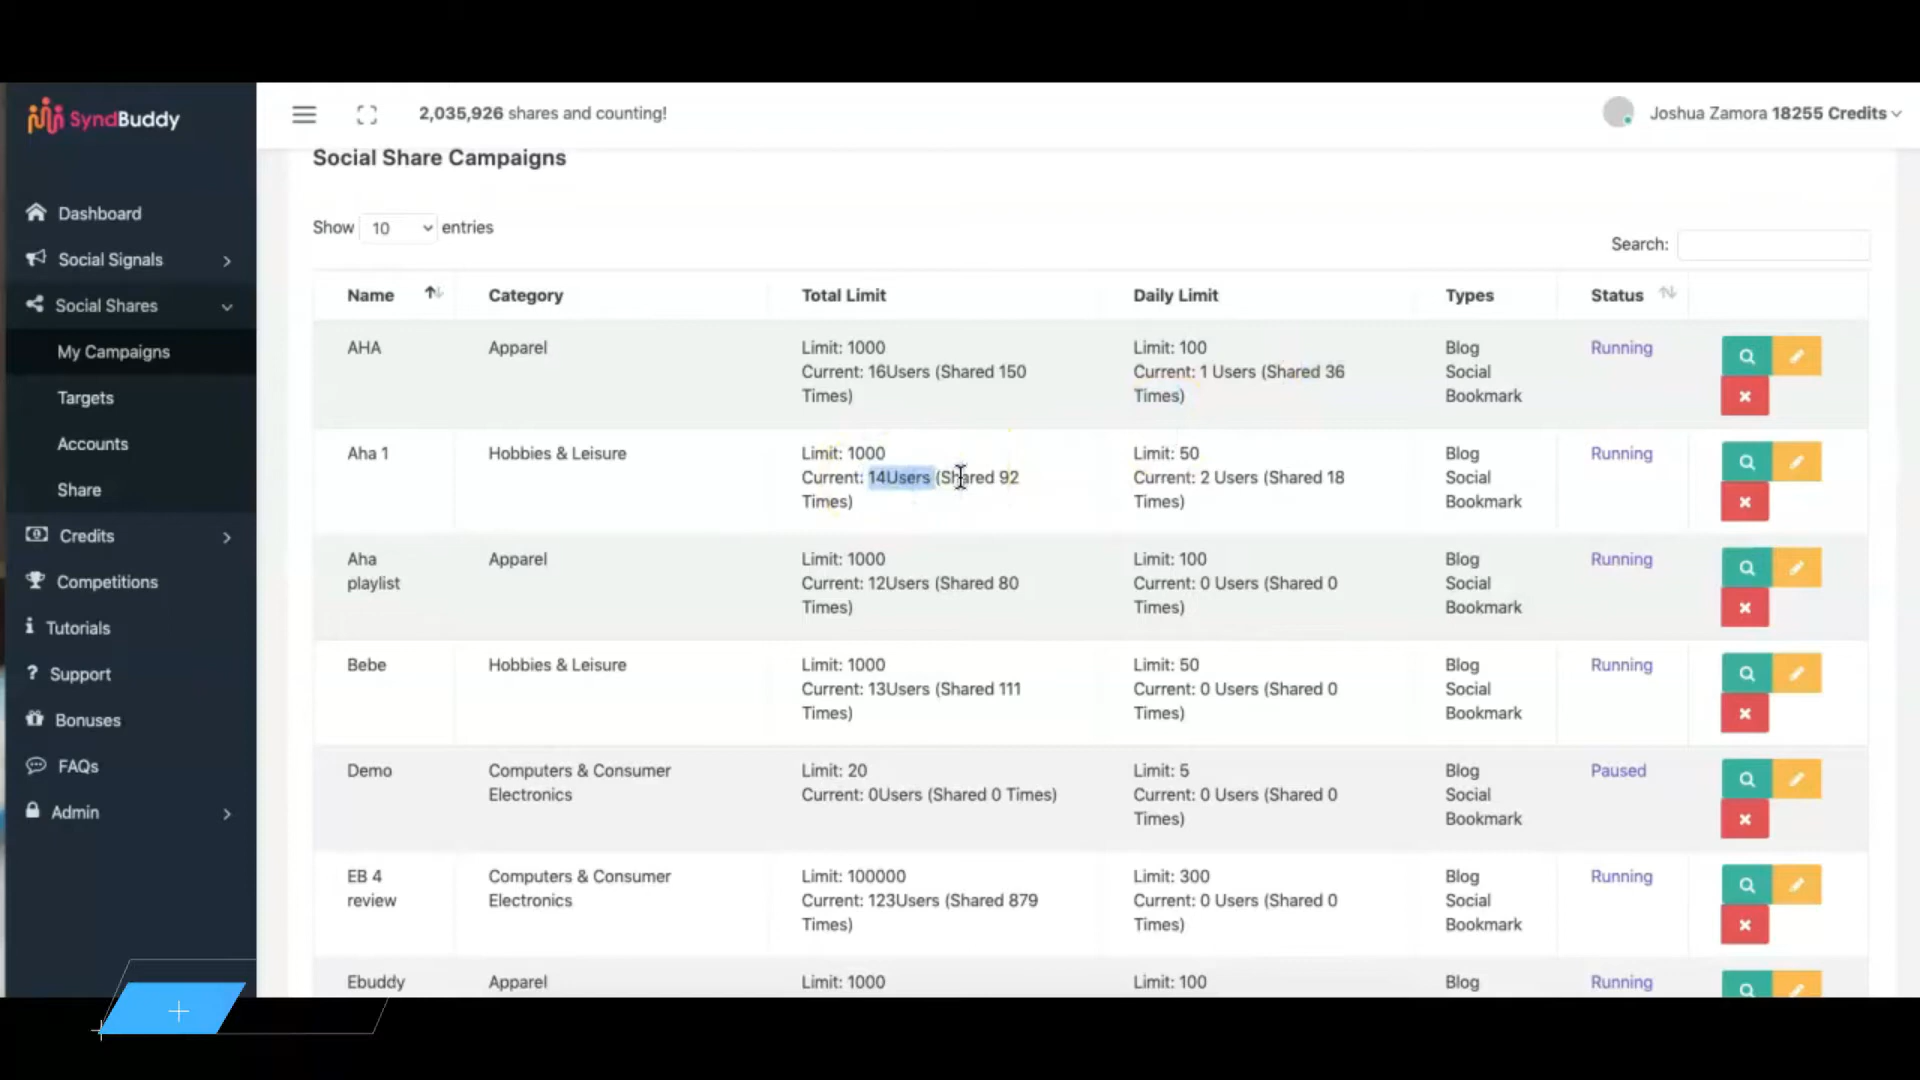 SyndBuddy
2,035,926 shares and counting!
Joshua Zamora 18255 Credits
Dashboard
Social Signals
Social Shares
My Campaigns
Targets
Accounts
Share
Credits
Competitions
Tutorials
Support
Bonuses
FAQs
Admin
Social Share Campaigns
Show 10 entries
Search:
Name Category Total Limit Daily Limit Types Status
AHA Apparel Limit: 1000 Limit: 100 Blog Running
Current: 16Users (Shared 150 Current: 1 Users (Shared 36 Social
Times) Times) Bookmark
Aha 1 Hobbies & Leisure Limit: 1000 Limit: 50 Blog Running
Current: 14Users (Shared 92 Current: 2 Users (Shared 18 Social
Times) Times) Bookmark
Aha Apparel Limit: 1000 Limit: 100 Blog Running
playlist Current: 12Users (Shared 80 Current: 0 Users (Shared 0 Social
Times) Times) Bookmark
Bebe Hobbies & Leisure Limit: 1000 Limit: 50 Blog Running
Current: 13Users (Shared 111 Current: 0 Users (Shared 0 Social
Times) Times) Bookmark
Demo Computers & Consumer Limit: 20 Limit: 5 Blog Paused
Electronics Current: 0Users (Shared 0 Times) Current: 0 Users (Shared 0 Social
Times) Bookmark
EB 4 Computers & Consumer Limit: 100000 Limit: 300 Blog Running
review Electronics Current: 123Users (Shared 879 Current: 0 Users (Shared 0 Social
Times) Times) Bookmark
Ebuddy Apparel Limit: 1000 Limit: 100 Blog Running